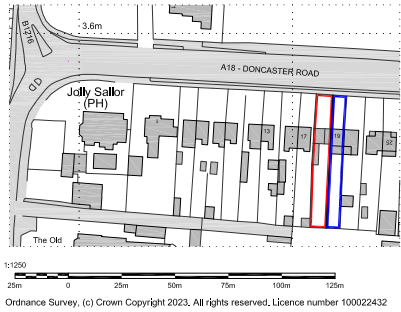 B1216
3.6m
A18 - DONCASTER ROAD
Jolly Sailor
(PH)
13
17
19
25
The Old
1:1250
25m 0 25m 50m 75m 100m 125m
Ordnance Survey, (c) Crown Copyright 2023. All rights reserved. Licence number 100022432